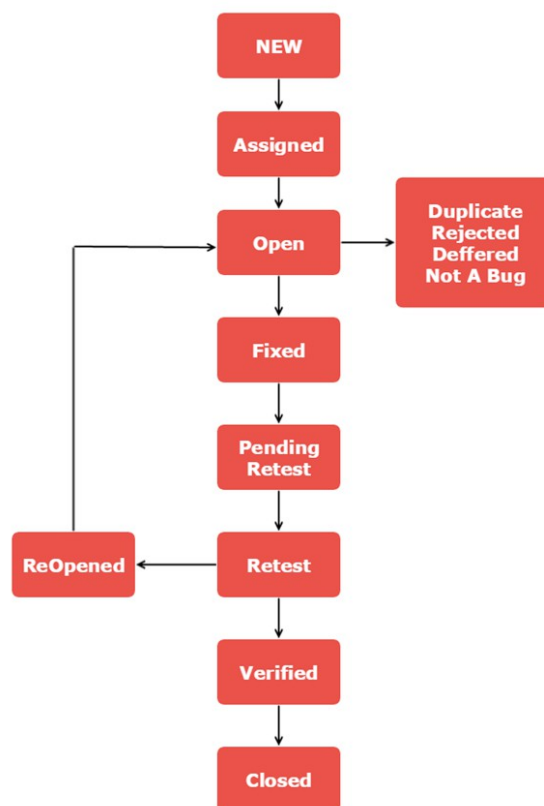 NEW
Assigned
Open
Duplicate
Rejected
Deffered
Not A Bug
Fixed
Pending
Retest
ReOpened
Retest
Verified
Closed